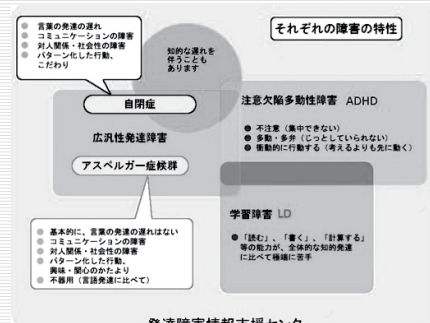 それぞれの障害の特性
● 言葉の発達の遅れ
● コミュニケーションの障害
● 対人関係・社会性の障害
● パターン化した行動、
こだわり
知的な遅れを
伴うことも
あります
自閉症
広汎性発達障害
アスペルガー症候群
注意欠陥多動性障害 ADHD
● 不注意（集中できない）
● 多動・多弁（じっとしていられない）
● 衝動的に行動する（考えるよりも先に動く）
学習障害 LD
● 「読む」、「書く」、「計算する」
等の能力が、全体的な知的発達
に比べて極端に苦手
● 基本的に、言葉の発達の遅れはない
● コミュニケーションの障害
● 対人関係・社会性の障害
● パターン化した行動、
興味・関心のかたより
● 不器用（言語発達に比べて）
発達障害情報支援センタ